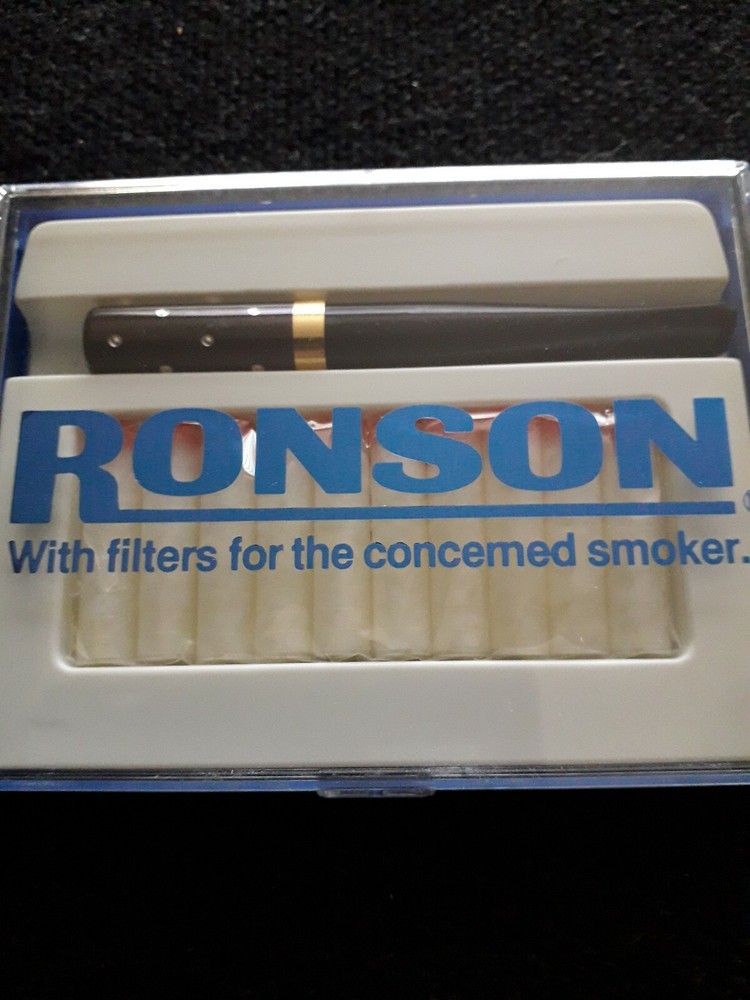 RONSON
With filters for the concerned smoker.